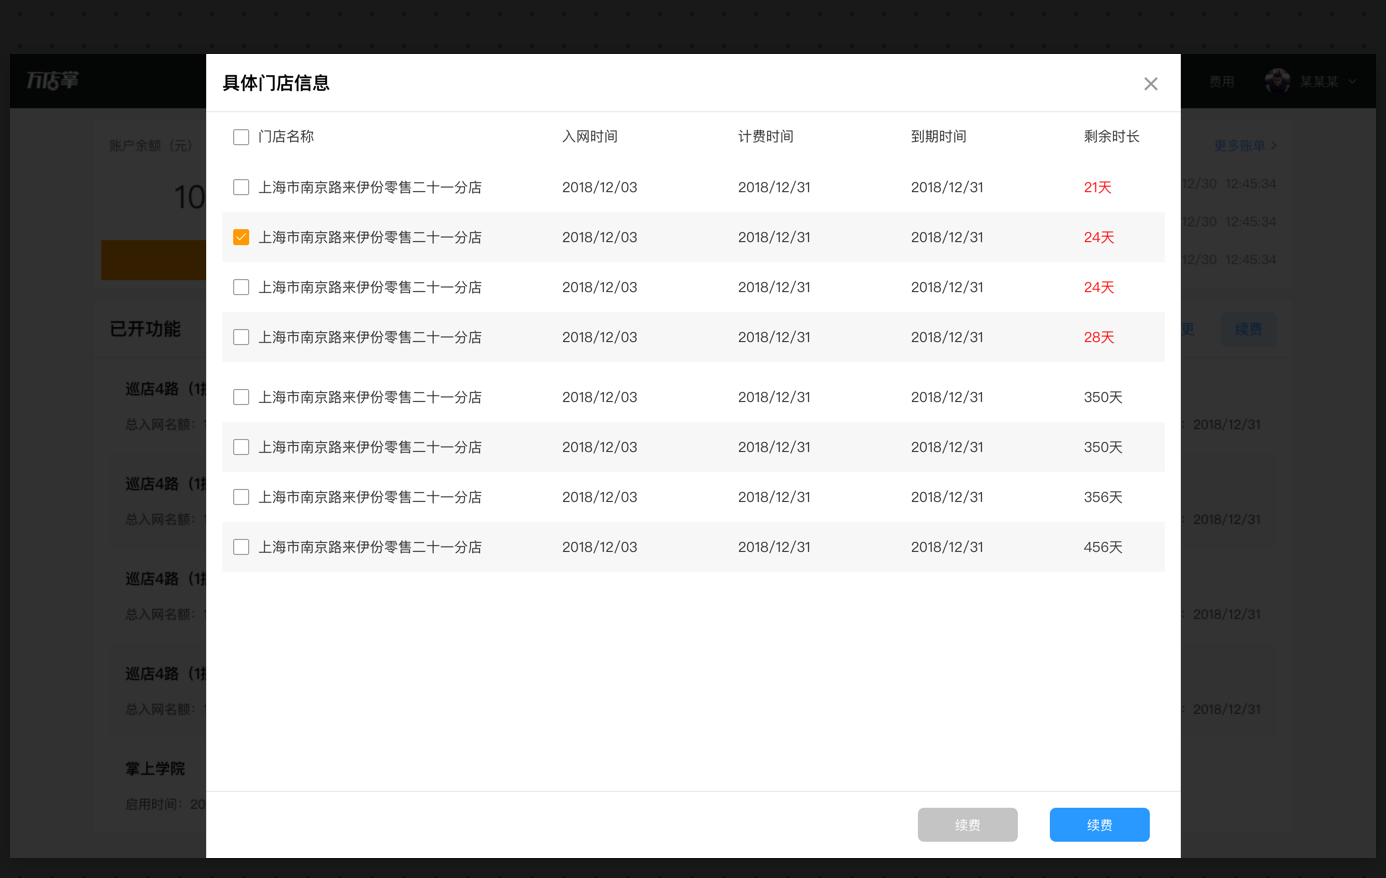 万店掌
费用
某某某
具体门店信息
账户余额（元）
更多账单
10
12/30 12:45:34
12/30 12:45:34
12/30 12:45:34
门店名称 入网时间 计费时间 到期时间 剩余时长
上海市南京路来伊份零售二十一分店 2018/12/03 2018/12/31 2018/12/31 21天
上海市南京路来伊份零售二十一分店 2018/12/03 2018/12/31 2018/12/31 24天
上海市南京路来伊份零售二十一分店 2018/12/03 2018/12/31 2018/12/31 24天
上海市南京路来伊份零售二十一分店 2018/12/03 2018/12/31 2018/12/31 28天
上海市南京路来伊份零售二十一分店 2018/12/03 2018/12/31 2018/12/31 350天
上海市南京路来伊份零售二十一分店 2018/12/03 2018/12/31 2018/12/31 350天
上海市南京路来伊份零售二十一分店 2018/12/03 2018/12/31 2018/12/31 356天
上海市南京路来伊份零售二十一分店 2018/12/03 2018/12/31 2018/12/31 456天
已开功能
更
续费
巡店4路（1
总入网名额：
2018/12/31
巡店4路（1
总入网名额：
2018/12/31
巡店4路（1
总入网名额：
2018/12/31
巡店4路（1
总入网名额：
2018/12/31
掌上学院
启用时间：20
续费
续费